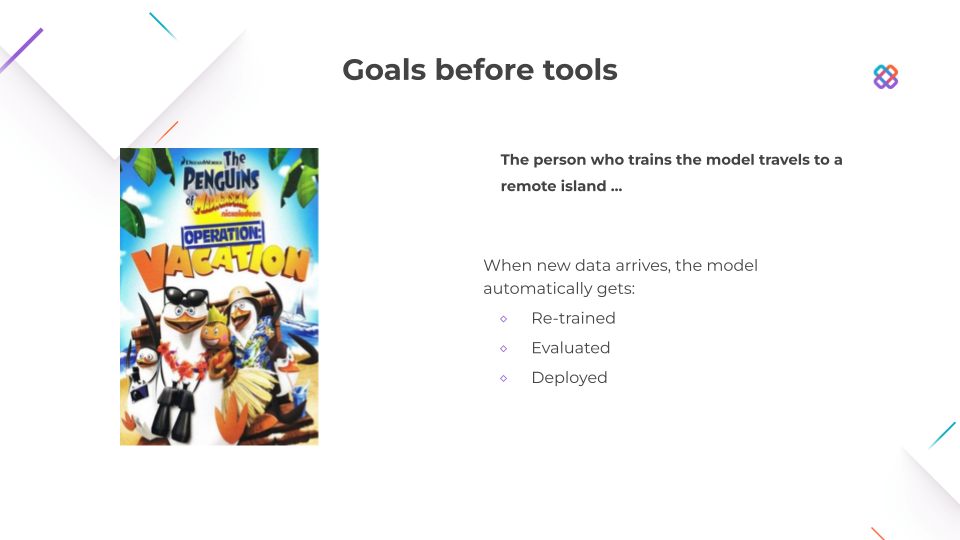 Goals before tools
DreamWorks The
PENGUINS
of MADAGASCAR
nickelodeon
OPERATION:
VACATION
The person who trains the model travels to a
remote island ...
When new data arrives, the model
automatically gets:
Re-trained
Evaluated
Deployed